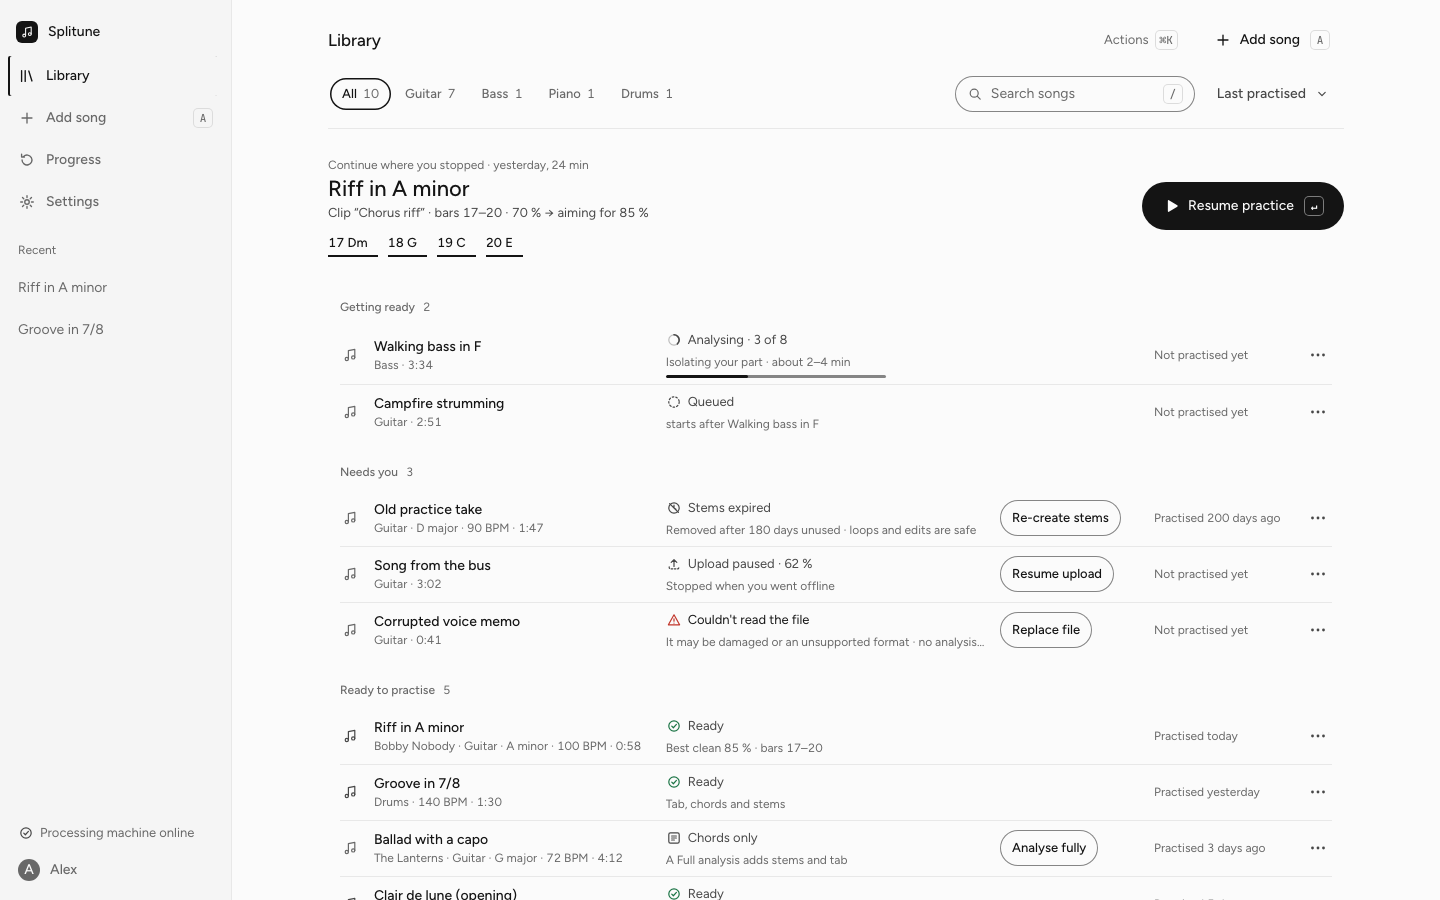 Splitune
Library
Add song A
Progress
Settings
Recent
Riff in A minor
Groove in 7/8
Processing machine online
A Alex
Library
Actions ⌘K
Add song A
All 10
Guitar 7
Bass 1
Piano 1
Drums 1
Search songs /
Last practised
Continue where you stopped · yesterday, 24 min
Riff in A minor
Clip “Chorus riff” · bars 17–20 · 70 % → aiming for 85 %
17 Dm 18 G 19 C 20 E
Resume practice ↵
Getting ready 2
Walking bass in F
Bass · 3:34
Analysing · 3 of 8
Isolating your part · about 2–4 min
Not practised yet
Campfire strumming
Guitar · 2:51
Queued
starts after Walking bass in F
Not practised yet
Needs you 3
Old practice take
Guitar · D major · 90 BPM · 1:47
Stems expired
Removed after 180 days unused · loops and edits are safe
Re-create stems
Practised 200 days ago
Song from the bus
Guitar · 3:02
Upload paused · 62 %
Stopped when you went offline
Resume upload
Not practised yet
Corrupted voice memo
Guitar · 0:41
Couldn't read the file
It may be damaged or an unsupported format · no analysis…
Replace file
Not practised yet
Ready to practise 5
Riff in A minor
Bobby Nobody · Guitar · A minor · 100 BPM · 0:58
Ready
Best clean 85 % · bars 17–20
Practised today
Groove in 7/8
Drums · 140 BPM · 1:30
Ready
Tab, chords and stems
Practised yesterday
Ballad with a capo
The Lanterns · Guitar · G major · 72 BPM · 4:12
Chords only
A Full analysis adds stems and tab
Analyse fully
Practised 3 days ago
Clair de lune (opening)
Ready